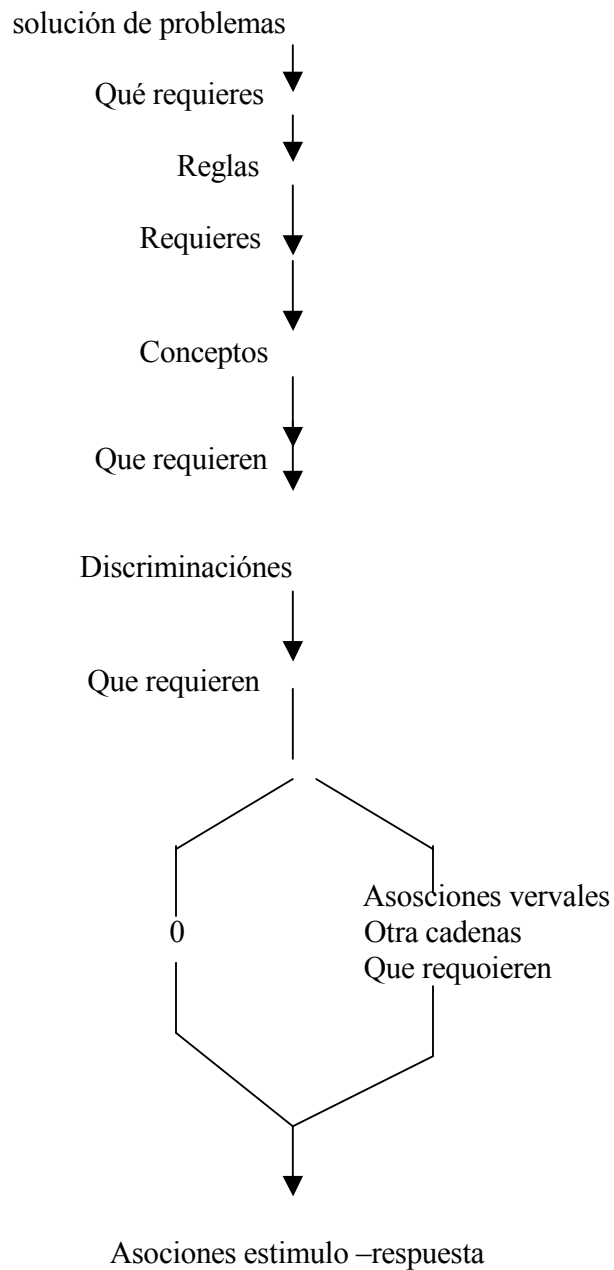 solución de problemas
Qué requieres
Reglas
Requieres
Conceptos
Que requieren
Discriminaciónes
Que requieren
Asosciones vervales
0
Otra cadenas
Que requoieren
Asociones estimulo –respuesta